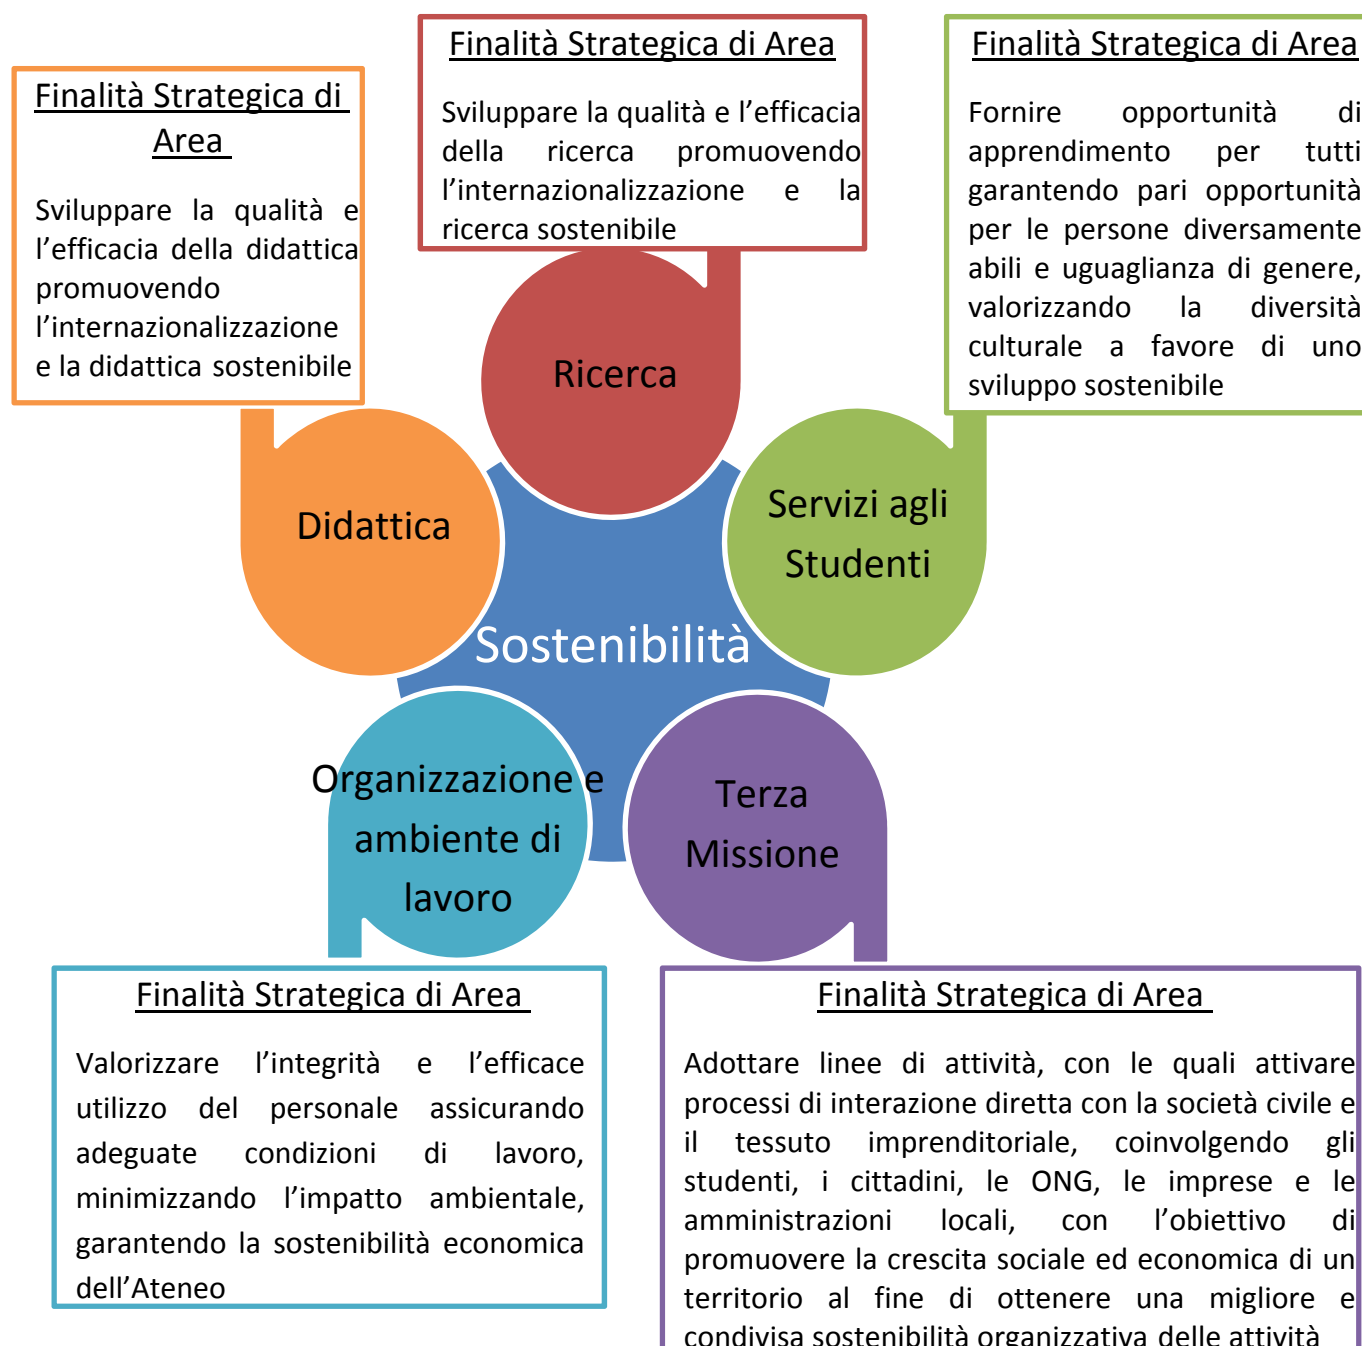 Finalità Strategica di
Area
Sviluppare la qualità e
l’efficacia della didattica
promuovendo
l’internazionalizzazione
e la didattica sostenibile
Finalità Strategica di Area
Sviluppare la qualità e l’efficacia
della ricerca promuovendo
l’internazionalizzazione e la
ricerca sostenibile
Finalità Strategica di Area
Fornire opportunità di
apprendimento per tutti
garantendo pari opportunità
per le persone diversamente
abili e uguaglianza di genere,
valorizzando la diversità
culturale a favore di uno
sviluppo sostenibile
Ricerca
Didattica
Servizi agli
Studenti
Sostenibilità
Organizzazione e
ambiente di
lavoro
Terza
Missione
Finalità Strategica di Area
Valorizzare l’integrità e l’efficace
utilizzo del personale assicurando
adeguate condizioni di lavoro,
minimizzando l’impatto ambientale,
garantendo la sostenibilità economica
dell’Ateneo
Finalità Strategica di Area
Adottare linee di attività, con le quali attivare
processi di interazione diretta con la società civile e
il tessuto imprenditoriale, coinvolgendo gli
studenti, i cittadini, le ONG, le imprese e le
amministrazioni locali, con l’obiettivo di
promuovere la crescita sociale ed economica di un
territorio al fine di ottenere una migliore e
condivisa sostenibilità organizzativa delle attività